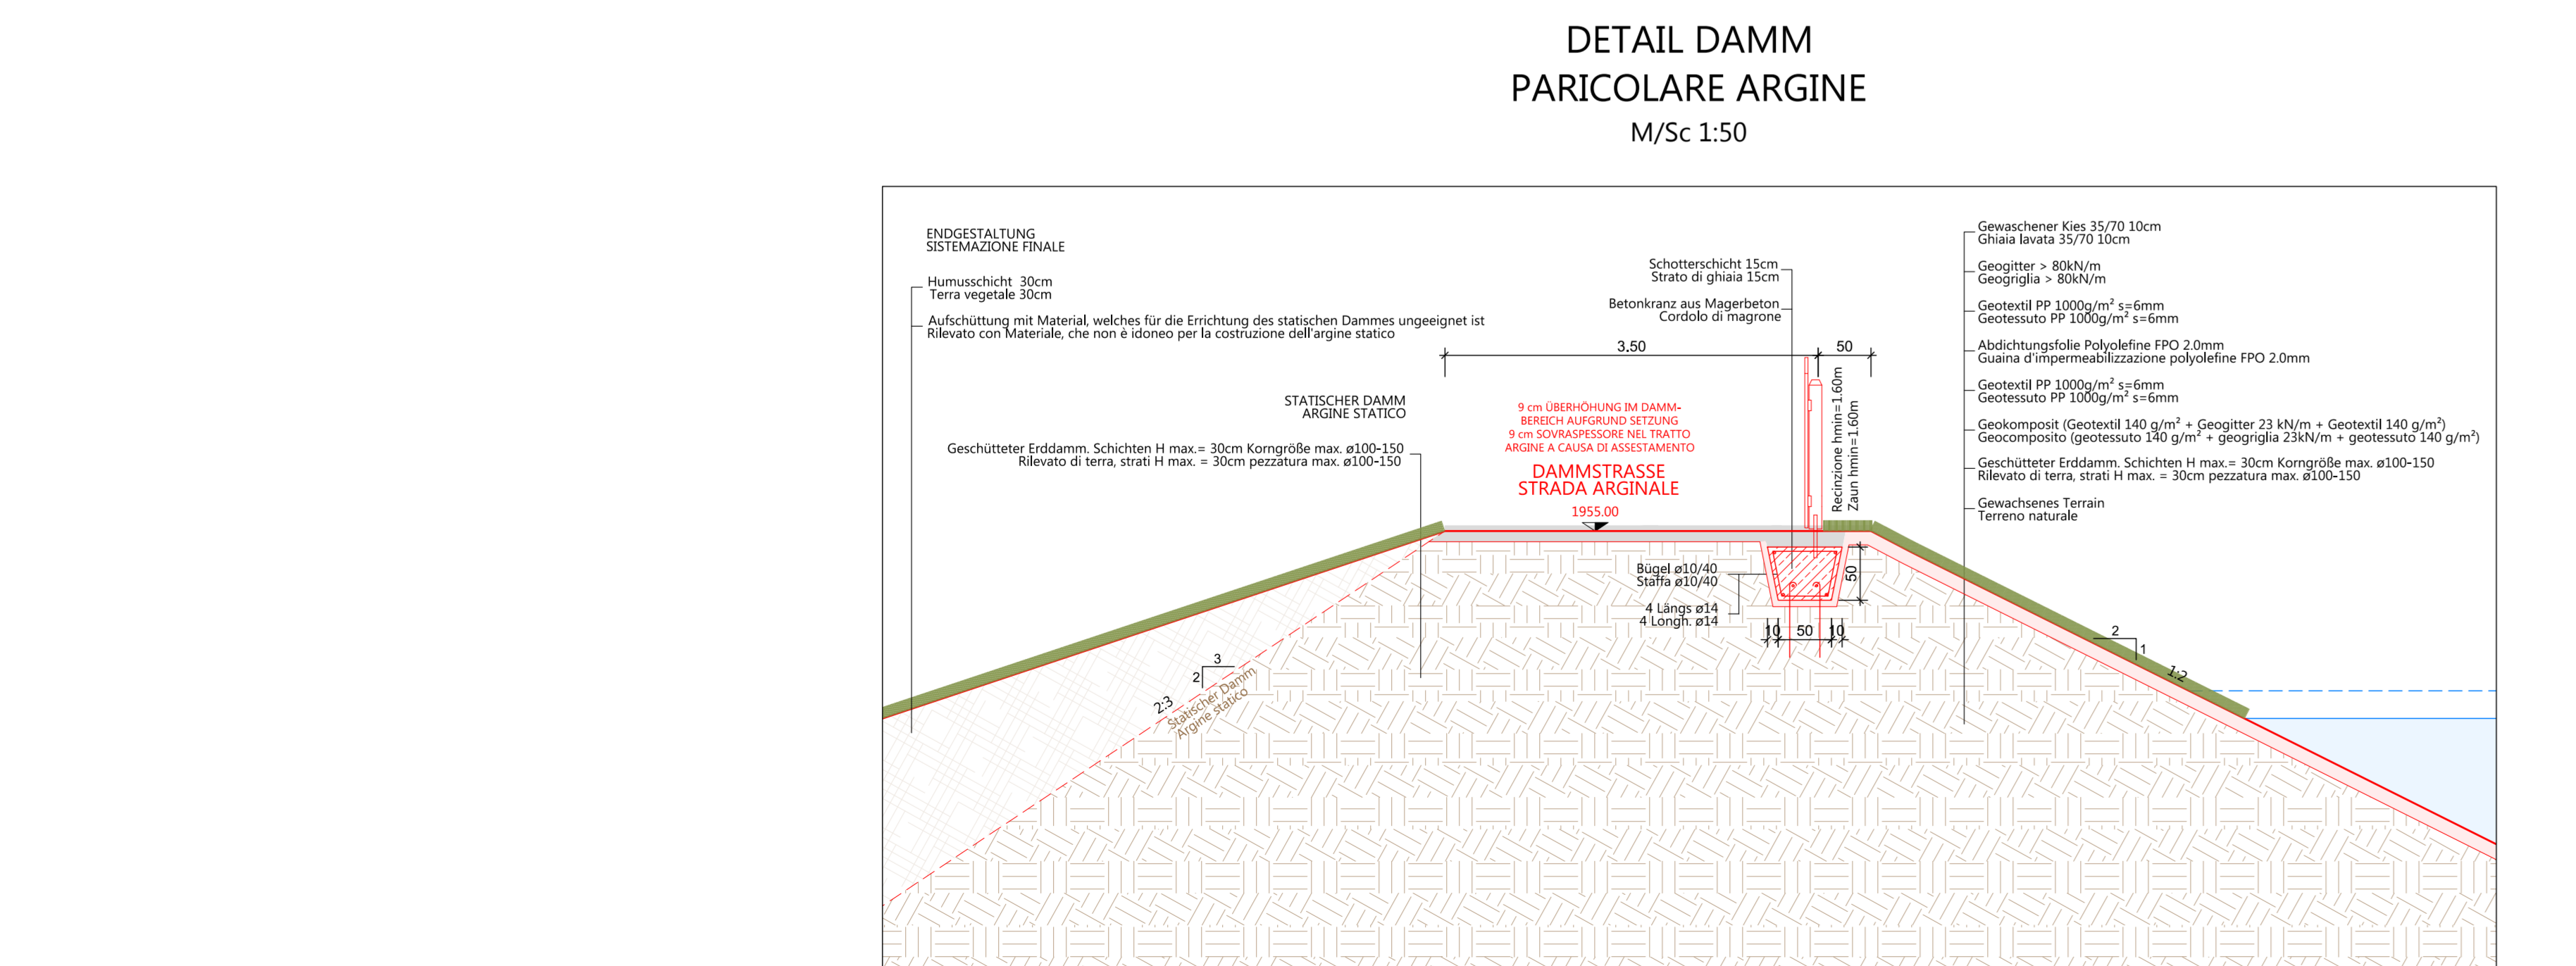 DETAIL DAMM
PARICOLARE ARGINE
M/Sc 1:50
ENDGESTALTUNG
SISTEMAZIONE FINALE
Humusschicht 30cm
Terra vegetale 30cm
Aufschüttung mit Material, welches für die Errichtung des statischen Dammes ungeeignet ist
Rilevato con Materiale, che non è idoneo per la costruzione dell'argine statico
STATISCHER DAMM
ARGINE STATICO
Geschütteter Erddamm. Schichten H max.= 30cm Korngröße max. ø100-150
Rilevato di terra, strati H max. = 30cm pezzatura max. ø100-150
Schotterschicht 15cm
Strato di ghiaia 15cm
Betonkranz aus Magerbeton
Cordolo di magrone
3.50
50
9 cm ÜBERHÖHUNG IM DAMM-
BEREICH AUFGRUND SETZUNG
9 cm SOVRASPESSORE NEL TRATTO
ARGINE A CAUSA DI ASSESTAMENTO
DAMMSTRASSE
STRADA ARGINALE
1955.00
Recinzione hmin=1.60m
Zaun hmin=1.60m
Bügel ø10/40
Staffa ø10/40
4 Längs ø14
4 Longh. ø14
50
10
50
10
3
2
2:3
Statischer Damm
Argine statico
Gewaschener Kies 35/70 10cm
Ghiaia lavata 35/70 10cm
Geogitter > 80kN/m
Geogriglia > 80kN/m
Geotextil PP 1000g/m² s=6mm
Geotessuto PP 1000g/m² s=6mm
Abdichtungsfolie Polyolefine FPO 2.0mm
Guaina d'impermeabilizzazione polyolefine FPO 2.0mm
Geotextil PP 1000g/m² s=6mm
Geotessuto PP 1000g/m² s=6mm
Geokomposit (Geotextil 140 g/m² + Geogitter 23 kN/m + Geotextil 140 g/m²)
Geocomposito (geotessuto 140 g/m² + geogriglia 23kN/m + geotessuto 140 g/m²)
Geschütteter Erddamm. Schichten H max.= 30cm Korngröße max. ø100-150
Rilevato di terra, strati H max. = 30cm pezzatura max. ø100-150
Gewachsenes Terrain
Terreno naturale
2
1
1:2